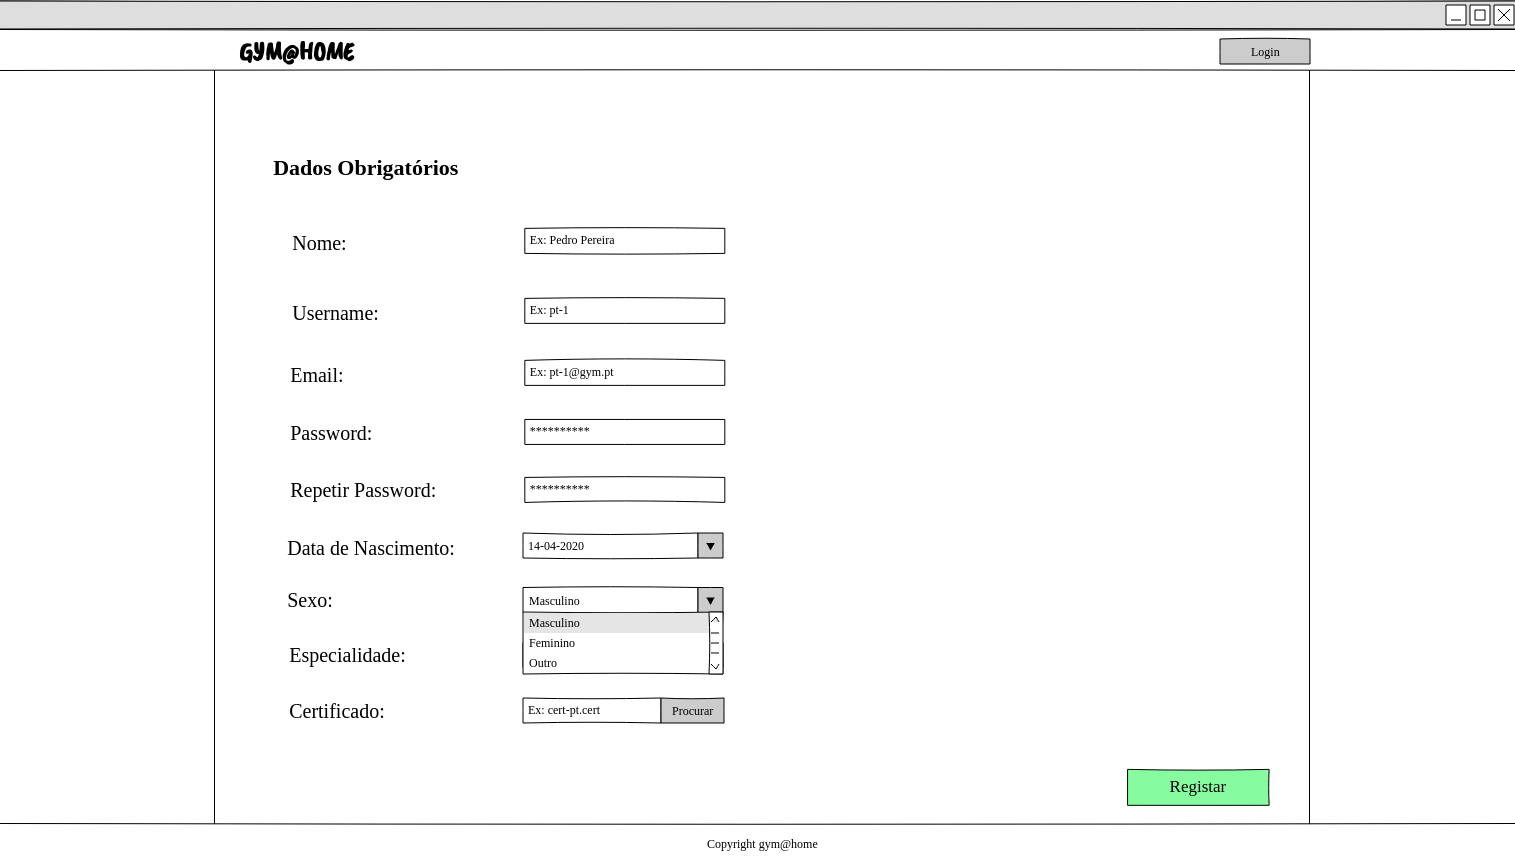 GYM@HOME
Login
Dados Obrigatórios
Nome:
Ex: Pedro Pereira
Username:
Ex: pt-1
Email:
Ex: pt-1@gym.pt
Password:
**********
Repetir Password:
**********
Data de Nascimento:
14-04-2020
Sexo:
Masculino
Masculino
Feminino
Outro
Especialidade:
Certificado:
Ex: cert-pt.cert
Procurar
Registar
Copyright gym@home